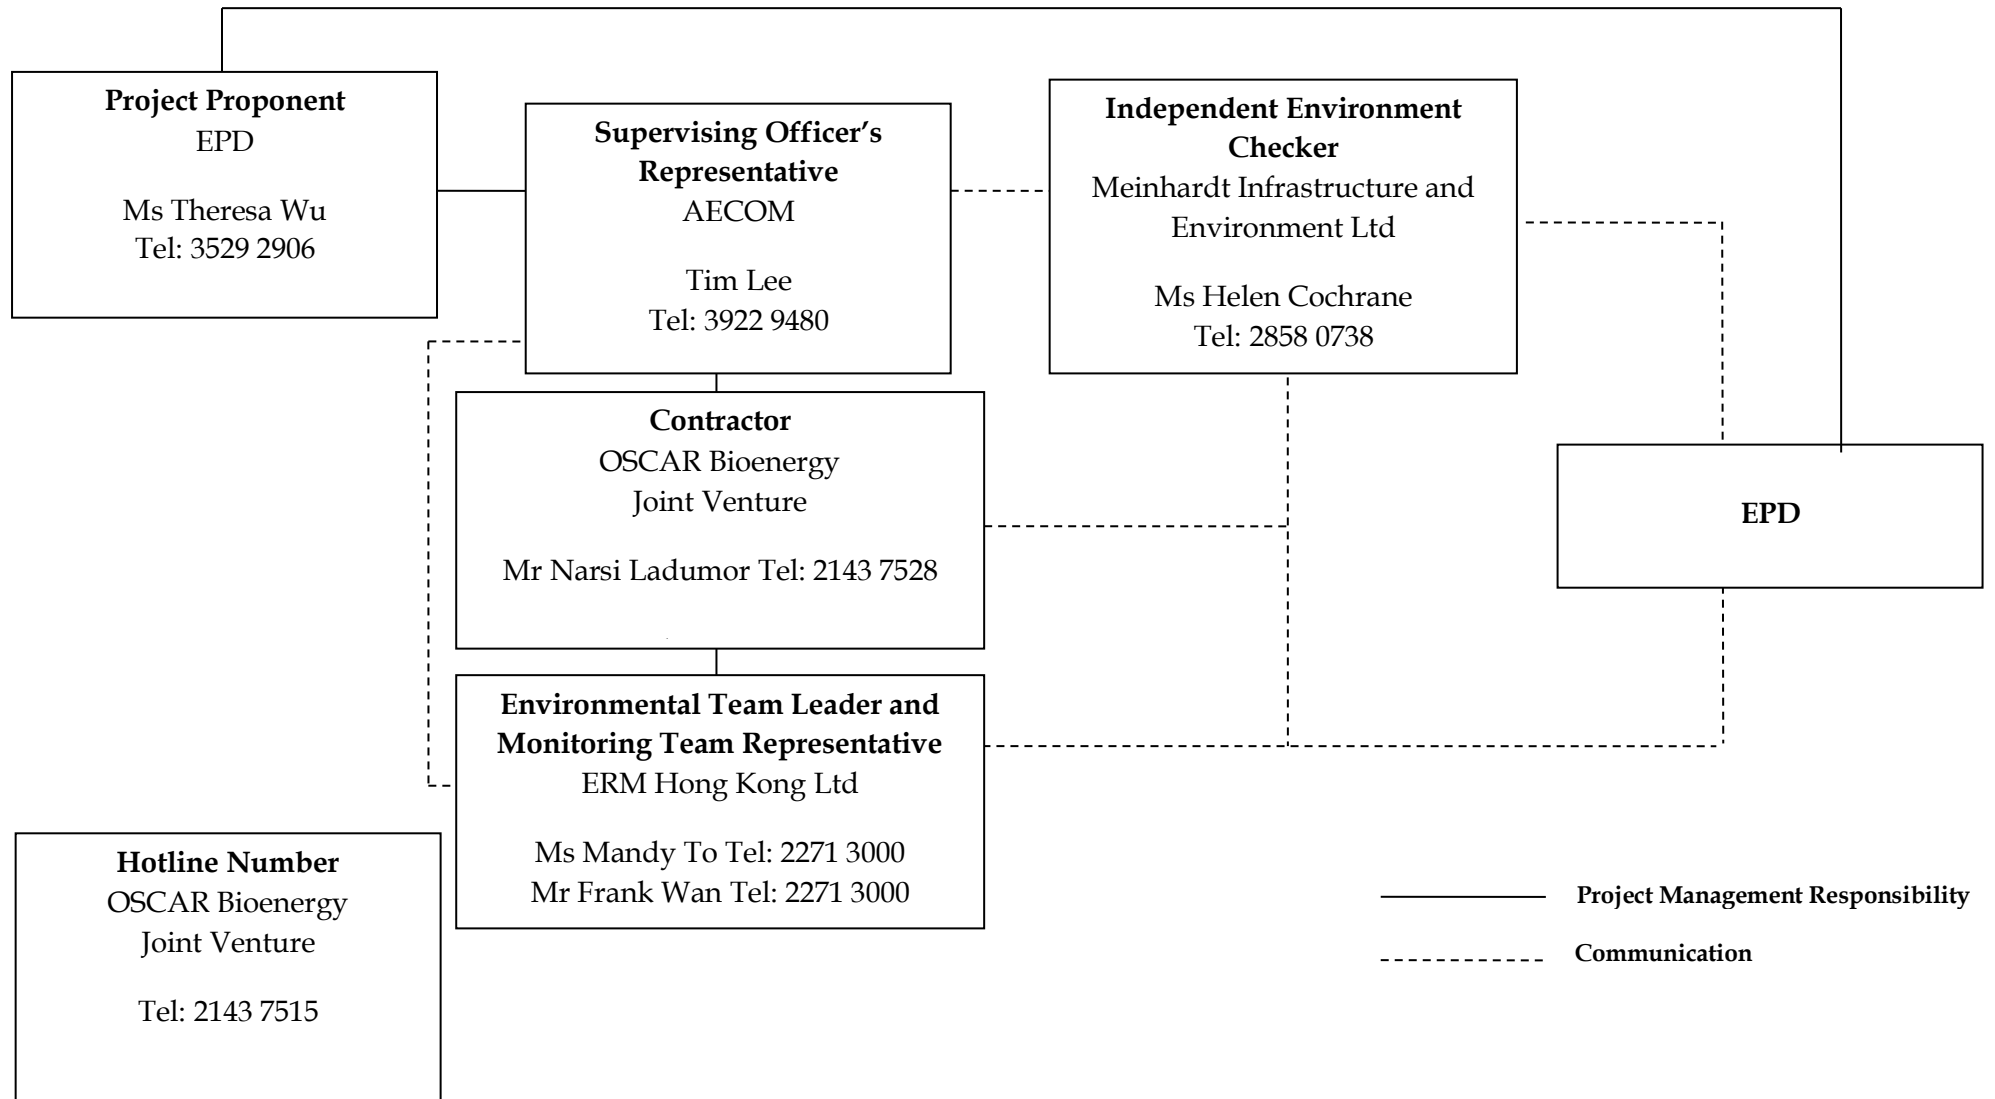 Project Proponent
EPD
Ms Theresa Wu
Tel: 3529 2906
Supervising Officer’s
Representative
AECOM
Tim Lee
Tel: 3922 9480
Independent Environment
Checker
Meinhardt Infrastructure and
Environment Ltd
Ms Helen Cochrane
Tel: 2858 0738
Contractor
OSCAR Bioenergy
Joint Venture
Mr Narsi Ladumor Tel: 2143 7528
EPD
Environmental Team Leader and
Monitoring Team Representative
ERM Hong Kong Ltd
Ms Mandy To Tel: 2271 3000
Mr Frank Wan Tel: 2271 3000
Hotline Number
OSCAR Bioenergy
Joint Venture
Tel: 2143 7515
Project Management Responsibility
Communication